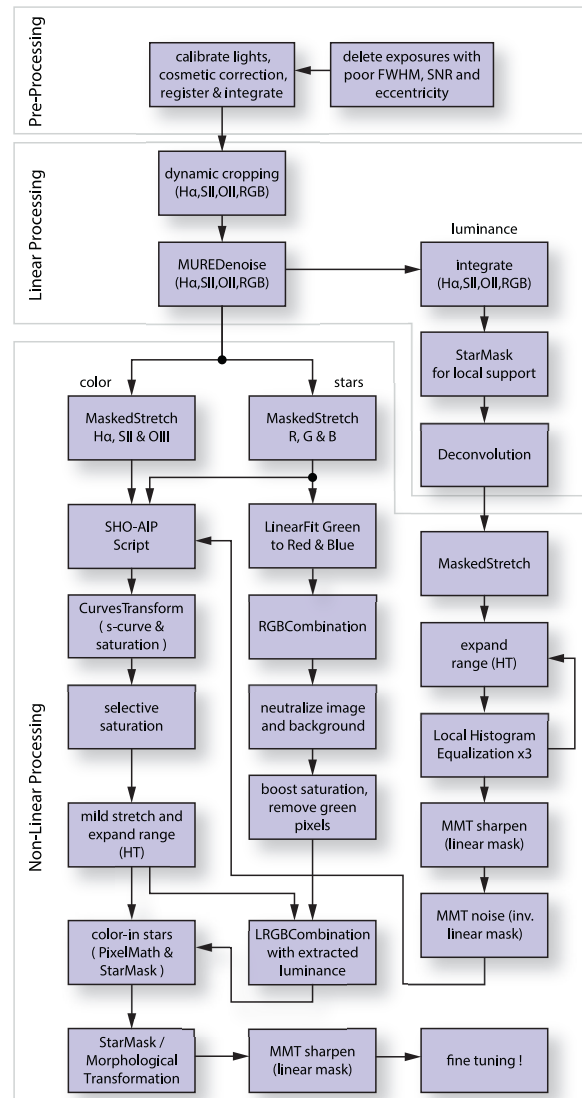 Pre-Processing
calibrate lights,
cosmetic correction,
register & integrate
delete exposures with
poor FWHM, SNR and
eccentricity
Linear Processing
dynamic cropping
(Hα,SII,OII,RGB)
MUREDenoise
(Hα,SII,OII,RGB)
luminance
integrate
(Hα,SII,OII,RGB)
StarMask
for local support
Deconvolution
Non-Linear Processing
color
MaskedStretch
Hα, SII & OIII
stars
MaskedStretch
R, G & B
SHO-AIP
Script
LinearFit Green
to Red & Blue
MaskedStretch
CurvesTransform
( s-curve &
saturation )
RGBCombination
expand
range (HT)
selective
saturation
neutralize image
and background
Local Histogram
Equalization x3
mild stretch and
expand range
(HT)
boost saturation,
remove green
pixels
MMT sharpen
(linear mask)
color-in stars
( PixelMath &
StarMask )
LRGBCombination
with extracted
luminance
MMT noise (inv.
linear mask)
StarMask /
Morphological
Transformation
MMT sharpen
(linear mask)
fine tuning !